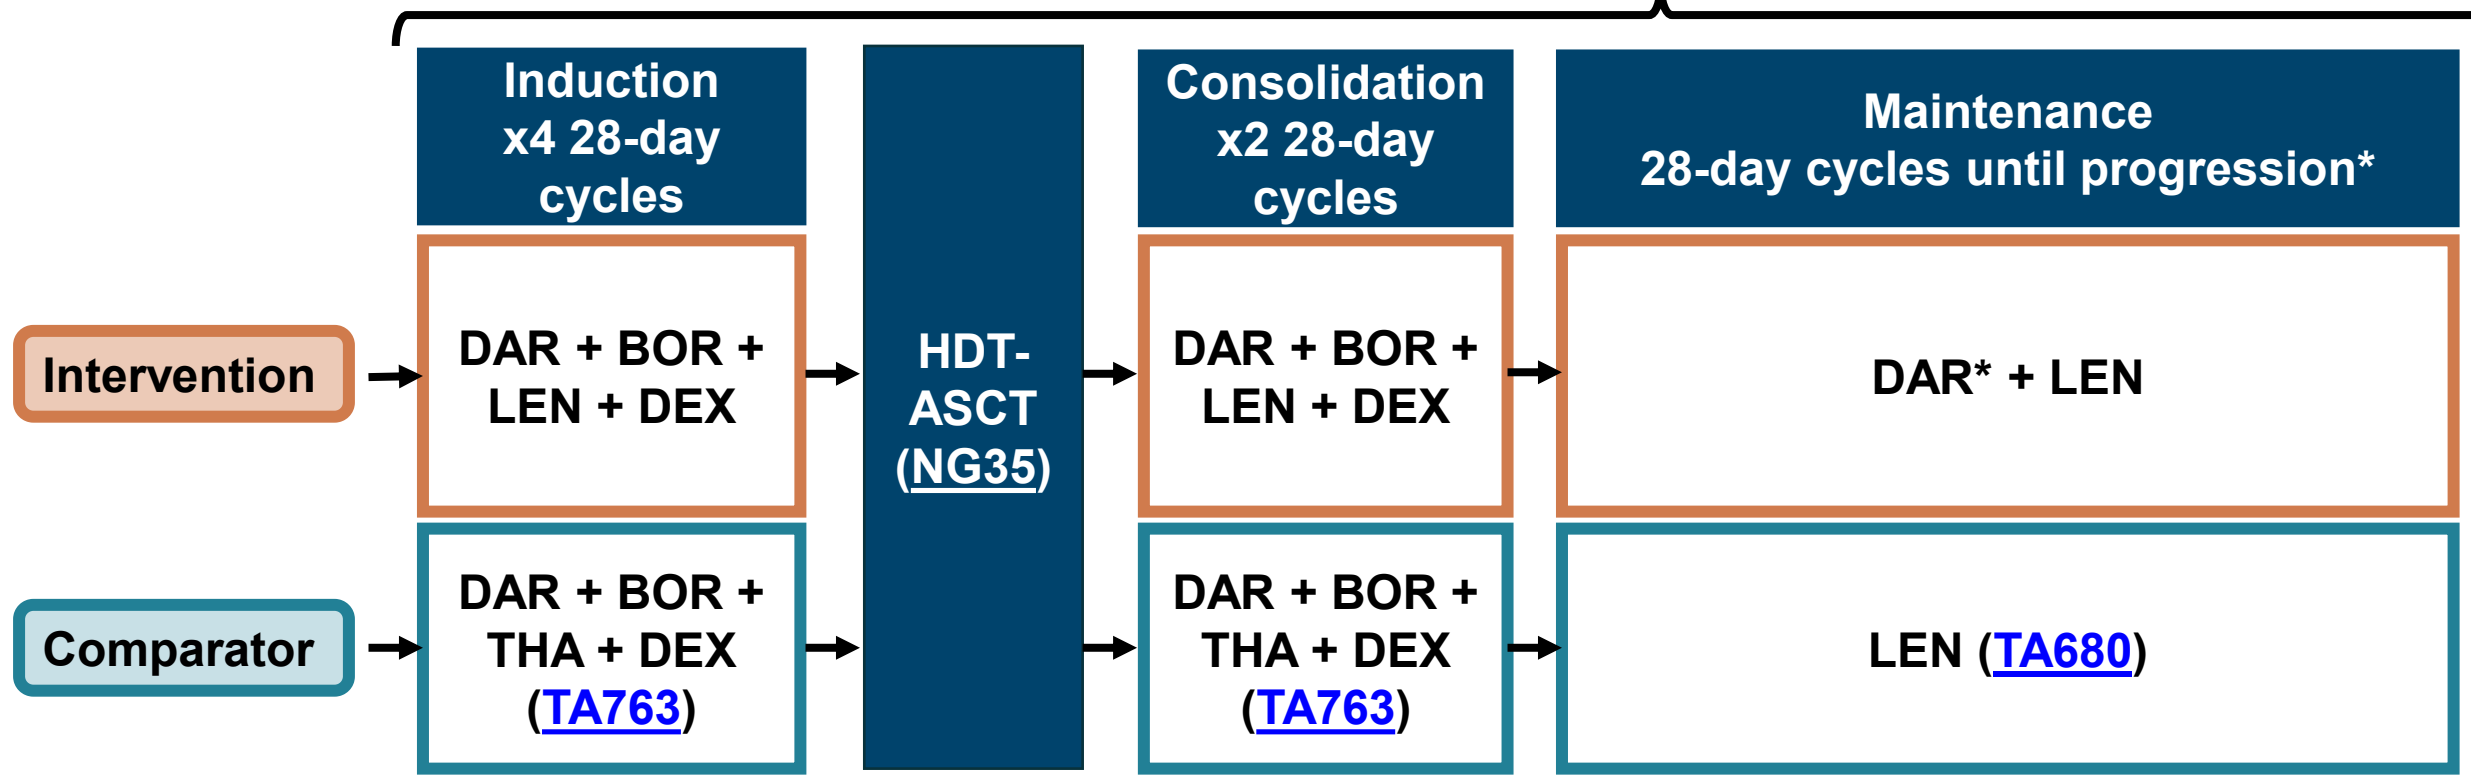 Induction
x4 28-day
cycles
Consolidation
x2 28-day
cycles
Maintenance
28-day cycles until progression*
Intervention
DAR + BOR +
LEN + DEX
HDT-
ASCT
(NG35)
DAR + BOR +
LEN + DEX
DAR* + LEN
Comparator
DAR + BOR +
THA + DEX
(TA763)
DAR + BOR +
THA + DEX
(TA763)
LEN (TA680)